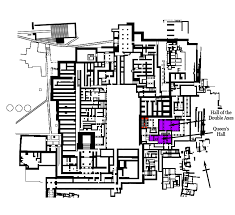 Hall of the
Double Axes
Queen's
Hall